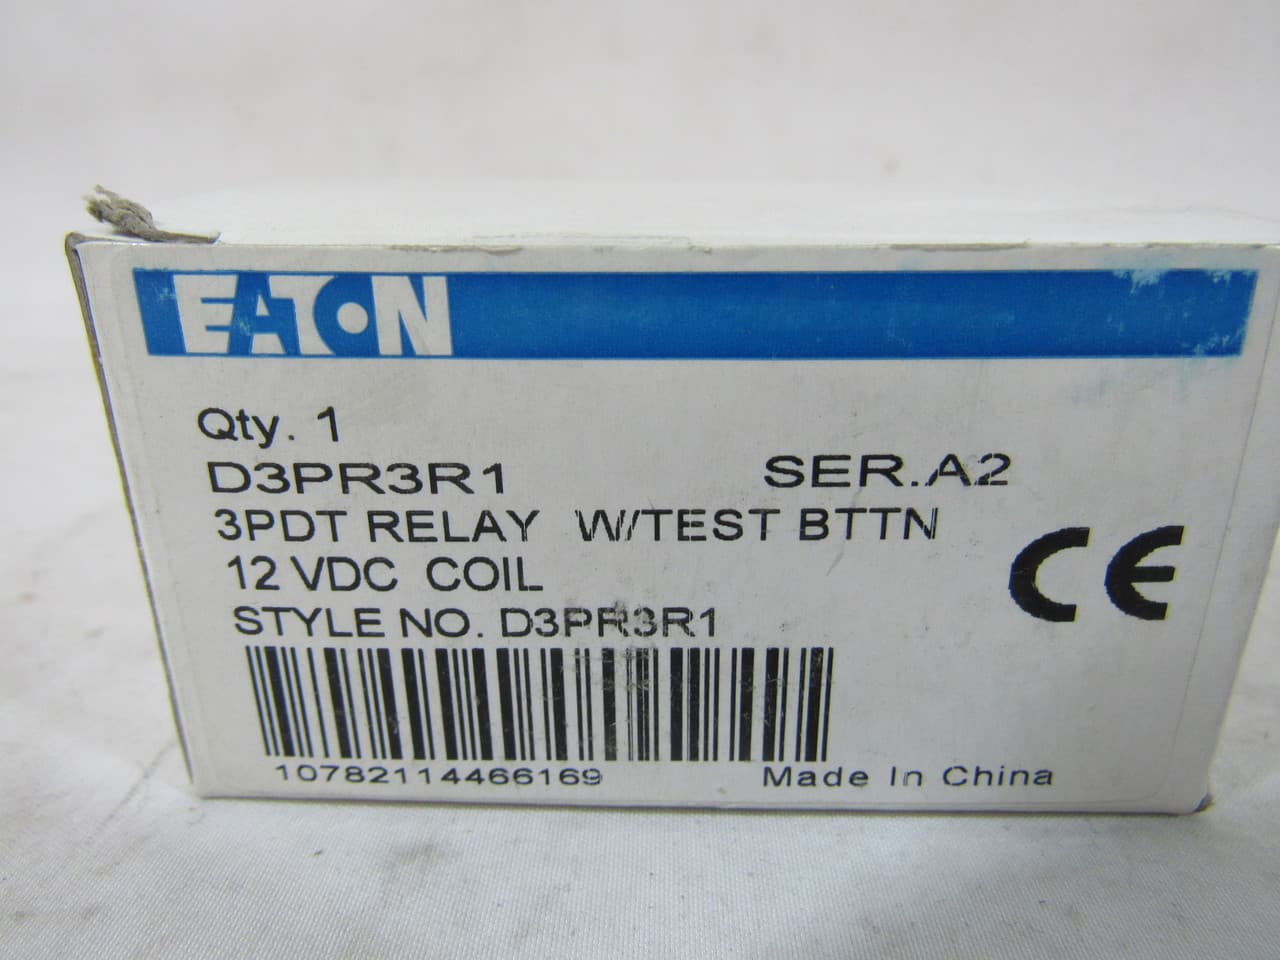 EATON
Qty. 1
D3PR3R1 SER.A2
3PDT RELAY W/TEST BTTN
12 VDC COIL
STYLE NO. D3PR3R1
CE
10782114466169 Made In China